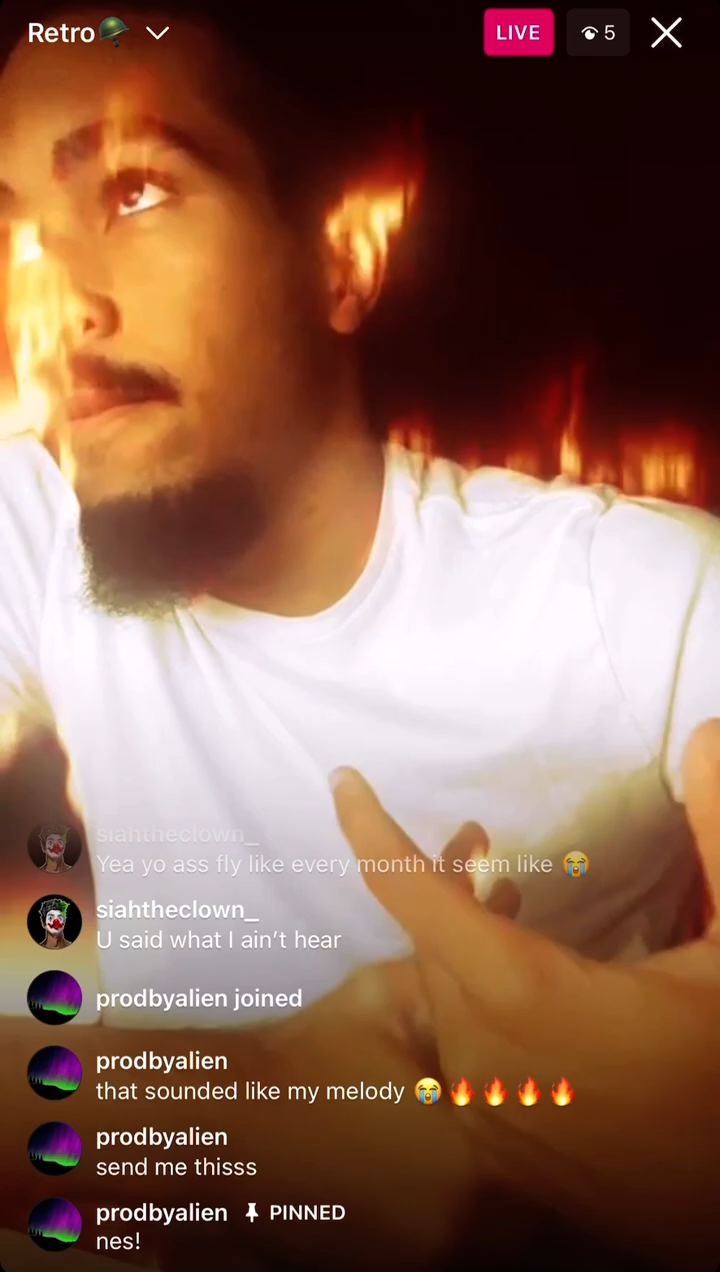 Retro🪖
LIVE
5
siahtheclown_
Yea yo ass fly like every month it seem like 😭
siahtheclown_
U said what I ain’t hear
prodbyalien joined
prodbyalien
that sounded like my melody 😭🔥🔥🔥🔥
prodbyalien
send me thisss
prodbyalien 📌 PINNED
nes!